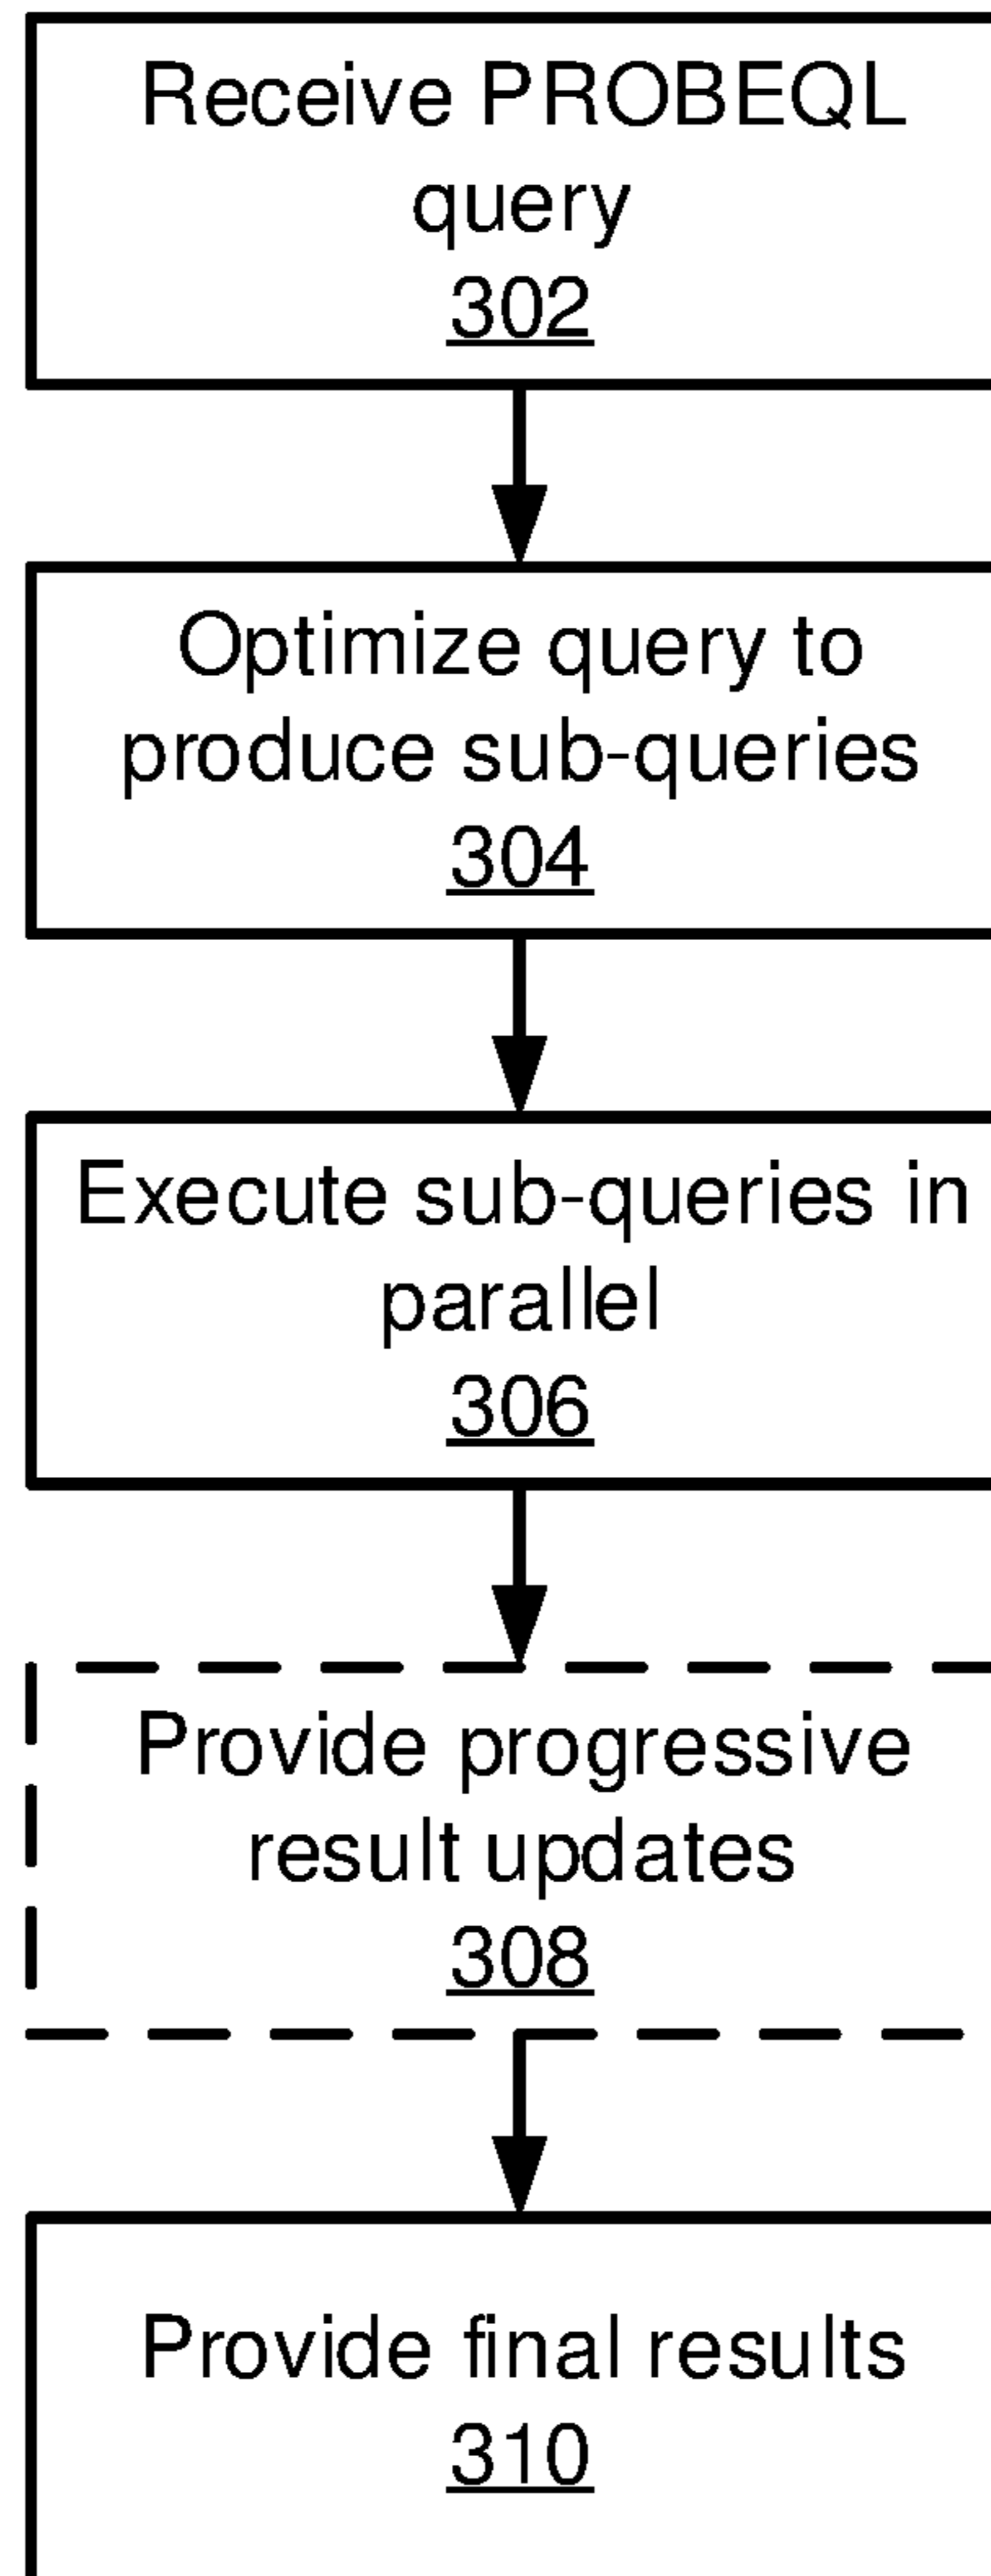 Receive PROBEQL
query
302
Optimize query to
produce sub-queries
304
Execute sub-queries in
parallel
306
Provide progressive
result updates
308
Provide final results
310